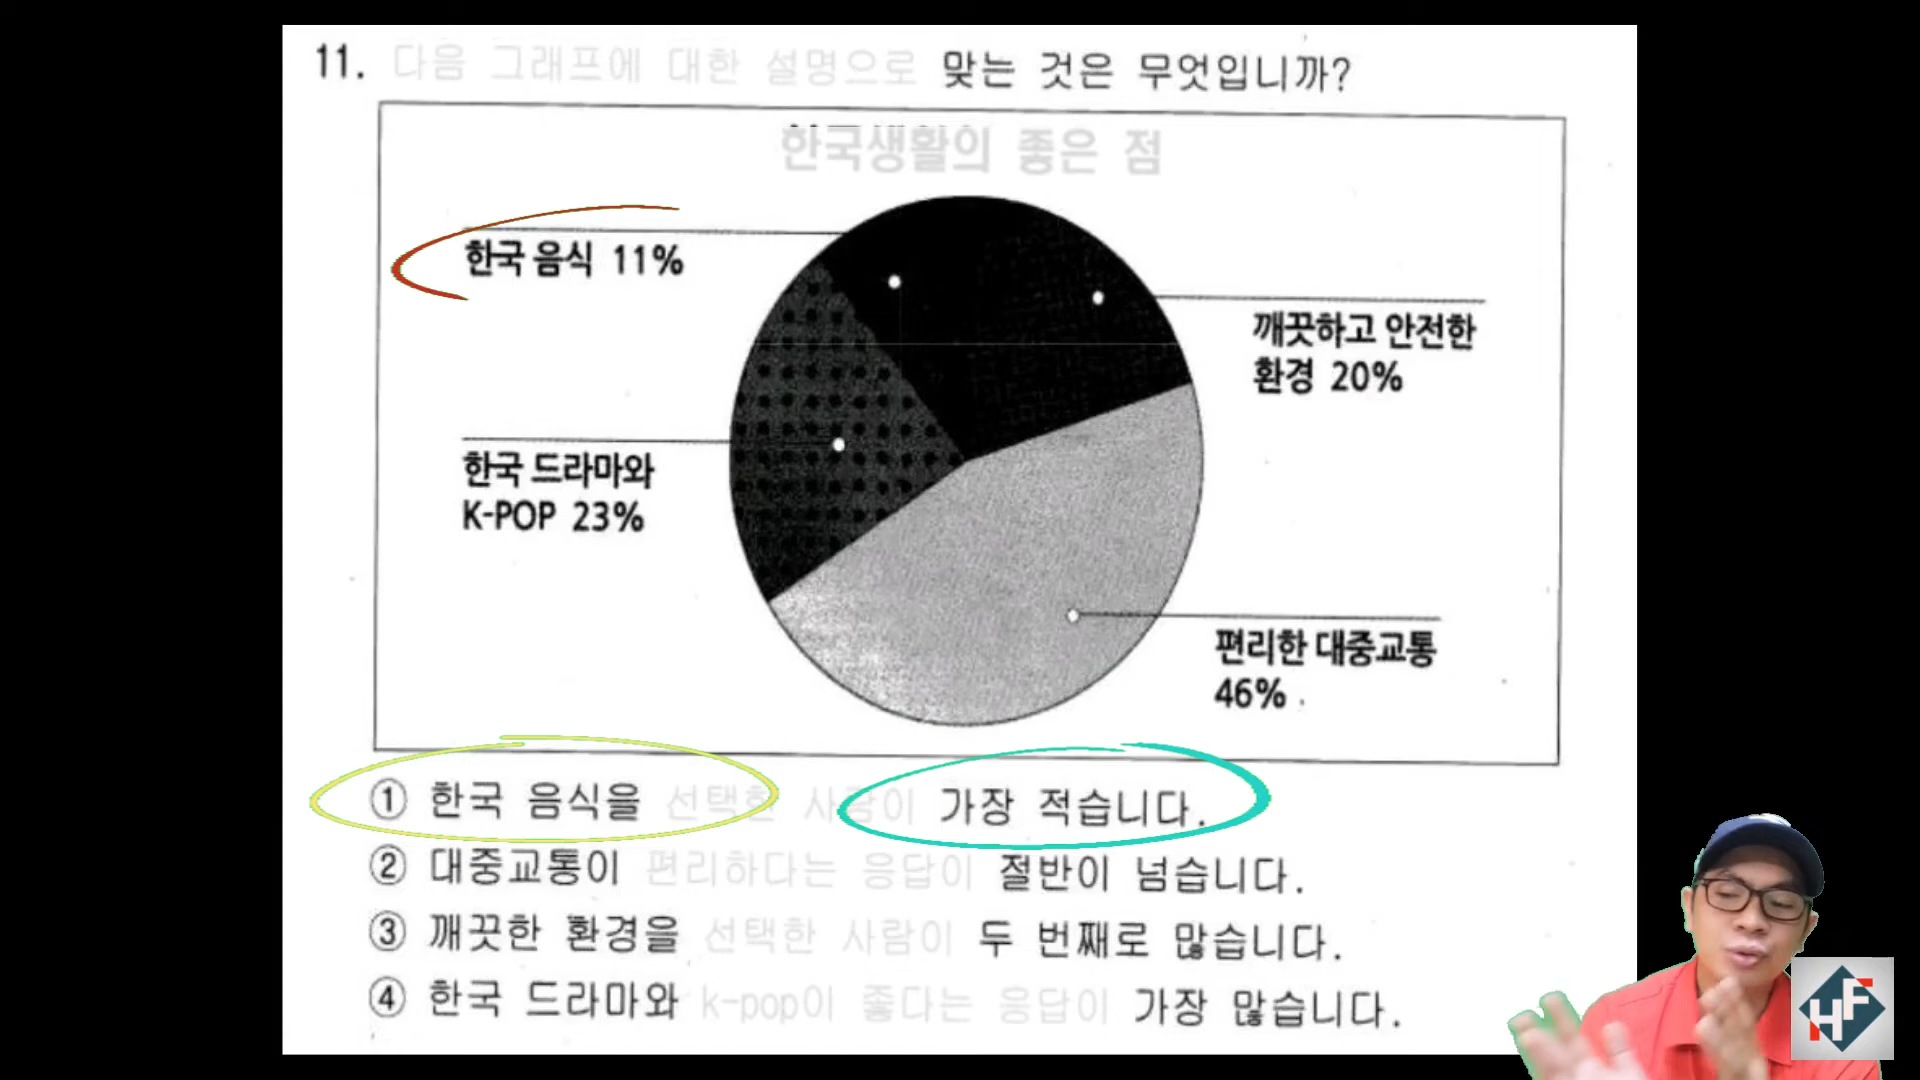 11. 다음 그래프에 대한 설명으로 맞는 것은 무엇입니까?
한국생활의 좋은 점
한국 음식 11%
깨끗하고 안전한
환경 20%
한국 드라마와
K-POP 23%
편리한 대중교통
46%
① 한국 음식을 선택한 사람이 가장 적습니다.
② 대중교통이 편리하다는 응답이 절반이 넘습니다.
③ 깨끗한 환경을 선택한 사람이 두 번째로 많습니다.
④ 한국 드라마와 k-pop이 좋다는 응답이 가장 많습니다.
HF